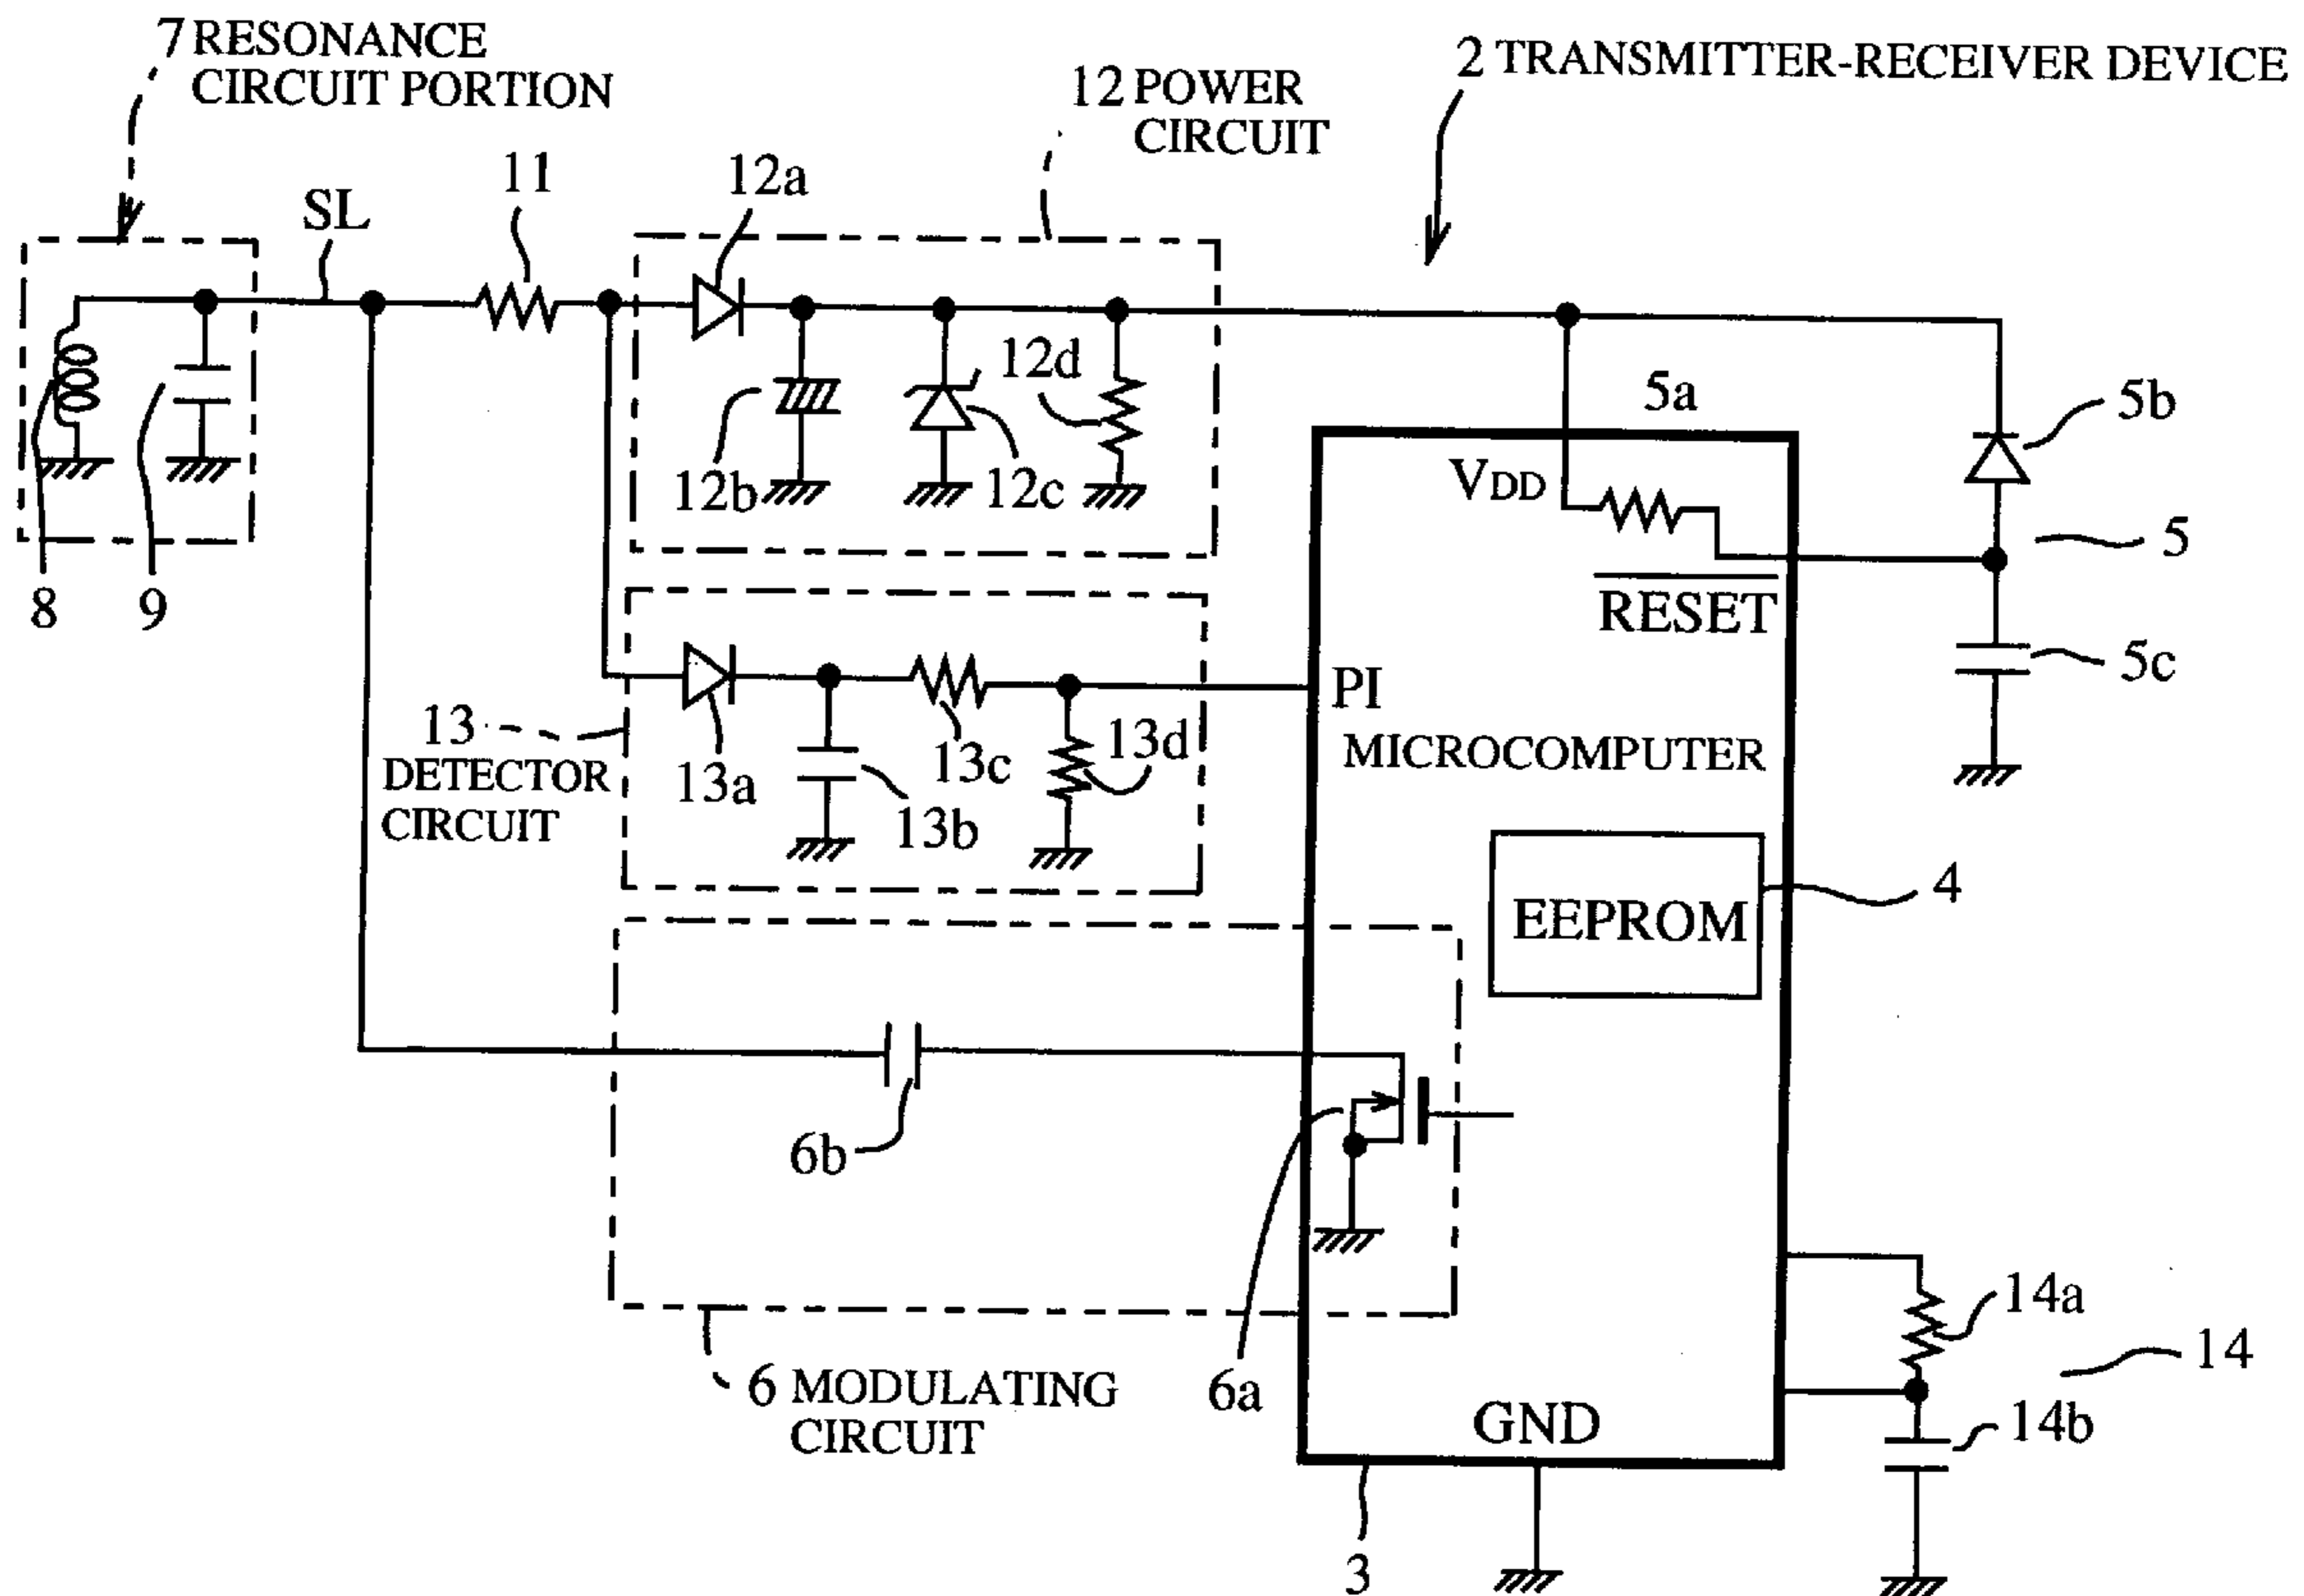 7 RESONANCE
CIRCUIT PORTION
12 POWER
CIRCUIT
2 TRANSMITTER-RECEIVER DEVICE
SL
11
12a
12b
12c
12d
5a
5b
5
5c
VDD
RESET
8
9
PI
MICROCOMPUTER
13
DETECTOR
CIRCUIT
13a
13b
13c
13d
EEPROM
4
6b
6a
6 MODULATING
CIRCUIT
GND
14a
14
14b
3